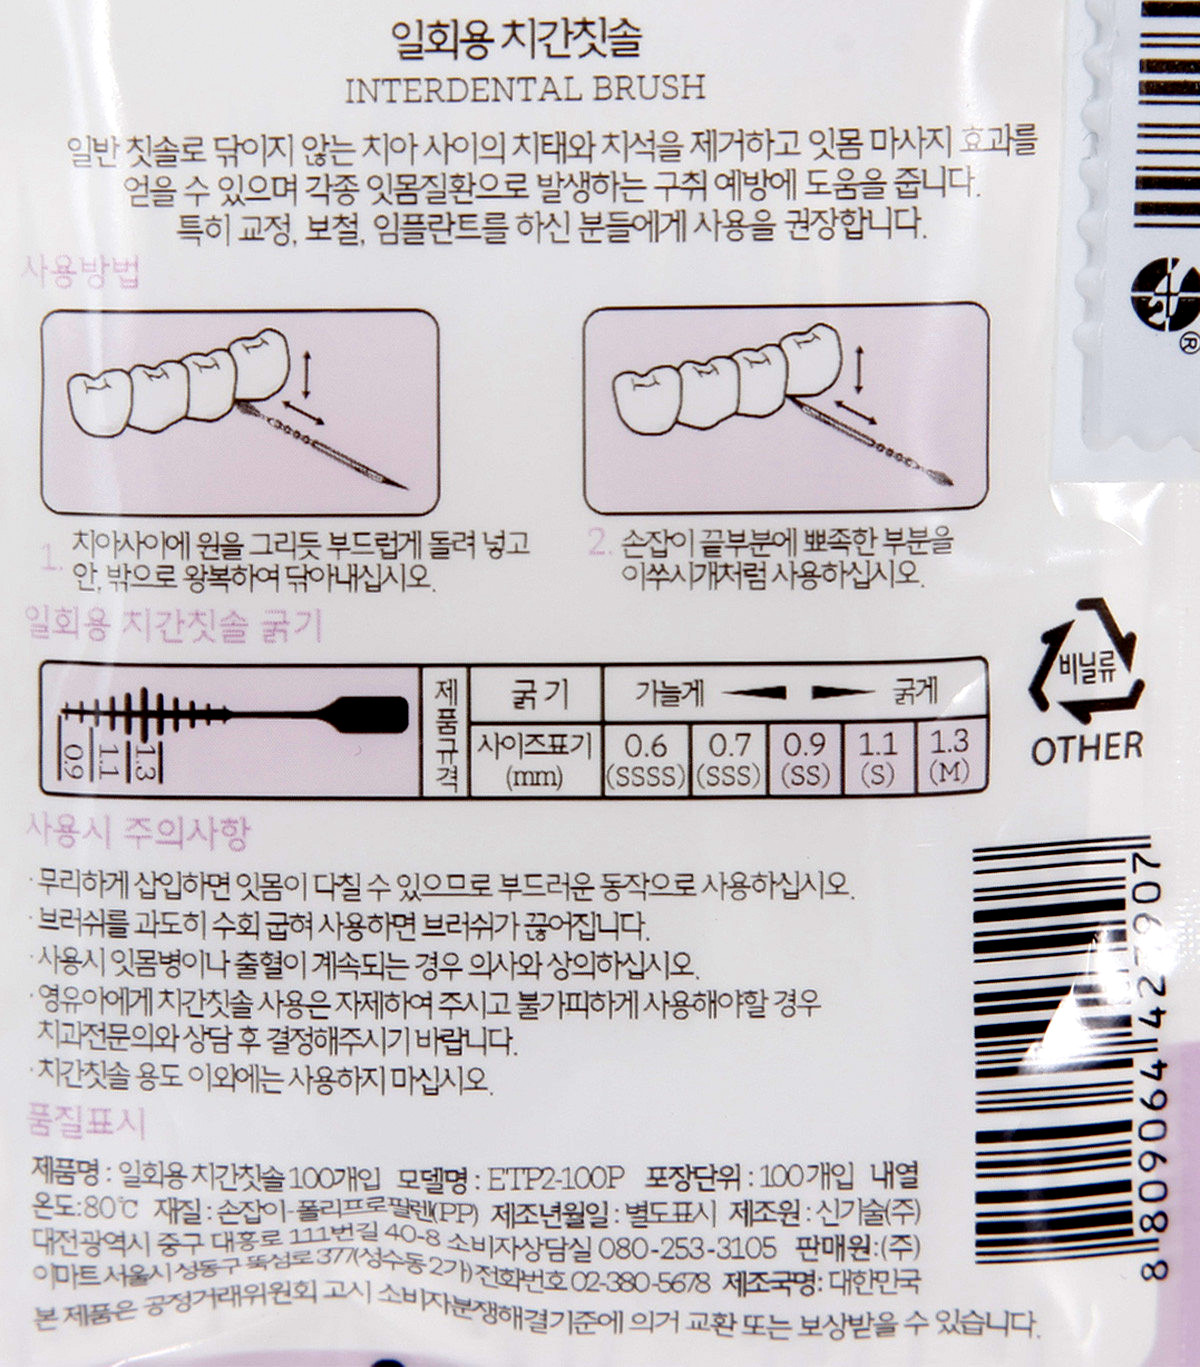 일회용 치간칫솔
INTERDENTAL BRUSH
일반 칫솔로 닦이지 않는 치아 사이의 치태와 치석을 제거하고 잇몸 마사지 효과를
얻을 수 있으며 각종 잇몸질환으로 발생하는 구취 예방에 도움을 줍니다.
특히 교정, 보철, 임플란트를 하신 분들에게 사용을 권장합니다.
사용방법
1. 치아사이에 원을 그리듯 부드럽게 돌려 넣고
안, 밖으로 왕복하여 닦아내십시오.
2. 손잡이 끝부분에 뾰족한 부분을
이쑤시개처럼 사용하십시오.
일회용 치간칫솔 굵기
0.9 1.1 1.3
제품규격
굵 기 가늘게 굵게
사이즈표기 (mm) 0.6 (SSSS) 0.7 (SSS) 0.9 (SS) 1.1 (S) 1.3 (M)
비닐류
OTHER
사용시 주의사항
·무리하게 삽입하면 잇몸이 다칠 수 있으므로 부드러운 동작으로 사용하십시오.
·브러쉬를 과도히 수회 굽혀 사용하면 브러쉬가 끊어집니다.
·사용시 잇몸병이나 출혈이 계속되는 경우 의사와 상의하십시오.
·영유아에게 치간칫솔 사용은 자제하여 주시고 불가피하게 사용해야할 경우
치과전문의와 상담 후 결정해주시기 바랍니다.
·치간칫솔 용도 이외에는 사용하지 마십시오.
품질표시
제품명 : 일회용 치간칫솔 100개입 모델명 : ETP2-100P 포장단위 : 100개입 내열
온도:80℃ 재질 : 손잡이-폴리프로필렌(PP) 제조년월일 : 별도표시 제조원 : 신기술(주)
대전광역시 중구 대흥로 111번길 40-8 소비자상담실 080-253-3105 판매원:(주)
이마트 서울시 성동구 뚝섬로 377(성수동 2가) 전화번호 02-380-5678 제조국명: 대한민국
본 제품은 공정거래위원회 고시 소비자분쟁해결기준에 의거 교환 또는 보상받을 수 있습니다.